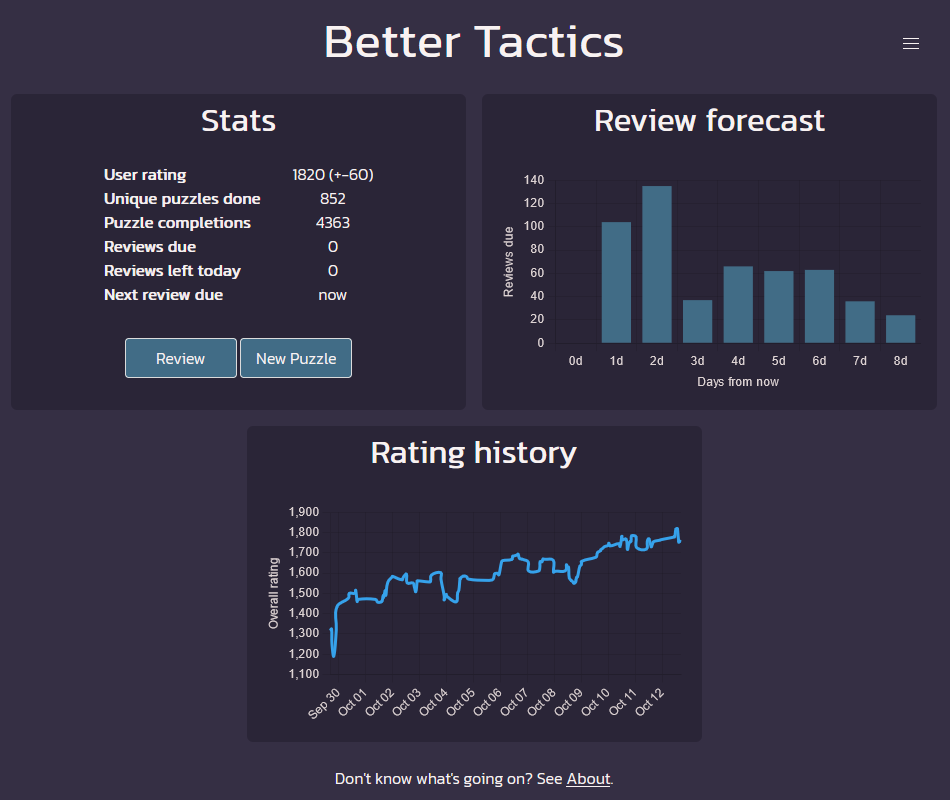 Better Tactics
Stats
User rating 1820 (+-60)
Unique puzzles done 852
Puzzle completions 4363
Reviews due 0
Reviews left today 0
Next review due now
Review New Puzzle
Review forecast
Reviews due
140
120
100
80
60
40
20
0
0d 1d 2d 3d 4d 5d 6d 7d 8d
Days from now
Rating history
Overall rating
1,900
1,800
1,700
1,600
1,500
1,400
1,300
1,200
1,100
Sep 30 Oct 01 Oct 02 Oct 03 Oct 04 Oct 05 Oct 06 Oct 07 Oct 08 Oct 09 Oct 10 Oct 11 Oct 12
Don't know what's going on? See About.